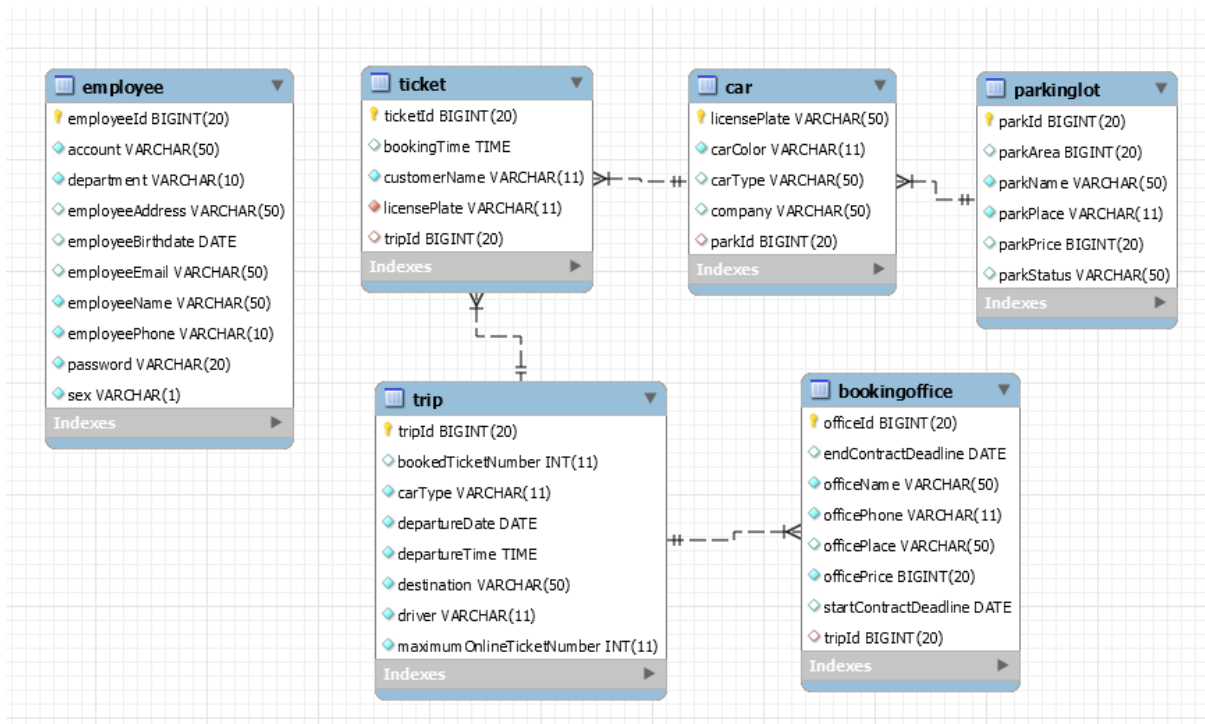 employee
employeeId BIGINT(20)
account VARCHAR(50)
department VARCHAR(10)
employeeAddress VARCHAR(50)
employeeBirthdate DATE
employeeEmail VARCHAR(50)
employeeName VARCHAR(50)
employeePhone VARCHAR(10)
password VARCHAR(20)
sex VARCHAR(1)
Indexes
ticket
ticketId BIGINT(20)
bookingTime TIME
customerName VARCHAR(11)
licensePlate VARCHAR(11)
tripId BIGINT(20)
Indexes
car
licensePlate VARCHAR(50)
carColor VARCHAR(11)
carType VARCHAR(50)
company VARCHAR(50)
parkId BIGINT(20)
Indexes
parkinglot
parkId BIGINT(20)
parkArea BIGINT(20)
parkName VARCHAR(50)
parkPlace VARCHAR(11)
parkPrice BIGINT(20)
parkStatus VARCHAR(50)
Indexes
trip
tripId BIGINT(20)
bookedTicketNumber INT(11)
carType VARCHAR(11)
departureDate DATE
departureTime TIME
destination VARCHAR(50)
driver VARCHAR(11)
maximumOnlineTicketNumber INT(11)
Indexes
bookingoffice
officeId BIGINT(20)
endContractDeadline DATE
officeName VARCHAR(50)
officePhone VARCHAR(11)
officePlace VARCHAR(50)
officePrice BIGINT(20)
startContractDeadline DATE
tripId BIGINT(20)
Indexes